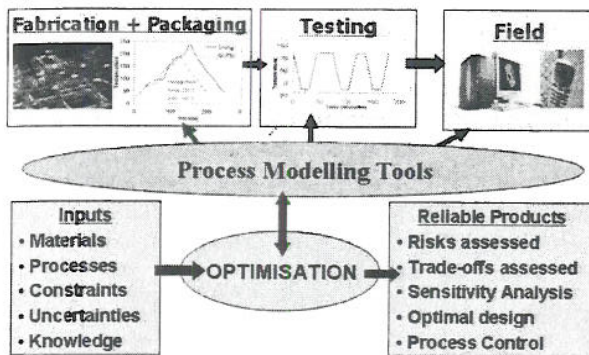 Fabrication + Packaging
Testing
Field
Process Modelling Tools
Inputs
• Materials
• Processes
• Constraints
• Uncertainties
• Knowledge
OPTIMISATION
Reliable Products
• Risks assessed
• Trade-offs assessed
• Sensitivity Analysis
• Optimal design
• Process Control